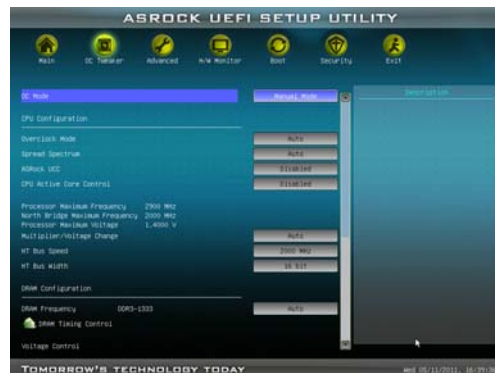 ASROCK UEFI SETUP UTILITY
Main OC Tweaker Advanced H/W Monitor Boot Security Exit
OC Mode Manual Mode
Description
CPU Configuration
Overclock Mode Auto
Spread Spectrum Auto
ASRock UCC Disabled
CPU Active Core Control Disabled
Processor Maximum Frequency 2900 MHz
North Bridge Maximum Frequency 2000 MHz
Processor Maximum Voltage 1.4000 V
Multiplier/Voltage Change Auto
HT Bus Speed 2000 MHz
HT Bus Width 16 bit
DRAM Configuration
DRAM Frequency DDR3-1333 Auto
DRAM Timing Control
Voltage Control
TOMORROW'S TECHNOLOGY TODAY
Wed 05/11/2011,